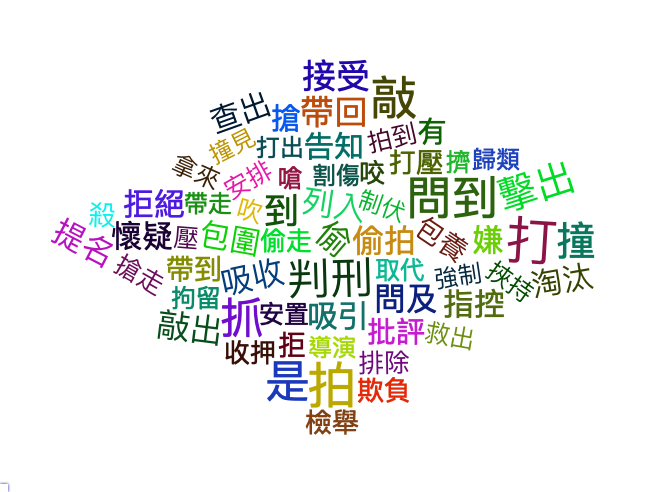 接受
敲
查出
搶
帶回
撞見
打出
告知
拍到
有
拿來
安排
嗆
割傷
咬
打壓
擠
歸類
殺
拒絕
帶走
吹
到
列入
制伏
問到
擊出
提名
懷疑
壓
包圍
偷走
偷
偷拍
包養
嫌
打
撞
搶走
帶到
吸收
判刑
取代
強制
挾持
淘汰
拘留
敲出
抓
安置
吸引
問及
指控
收押
拒
導演
批評
救出
排除
是
拍
欺負
檢舉